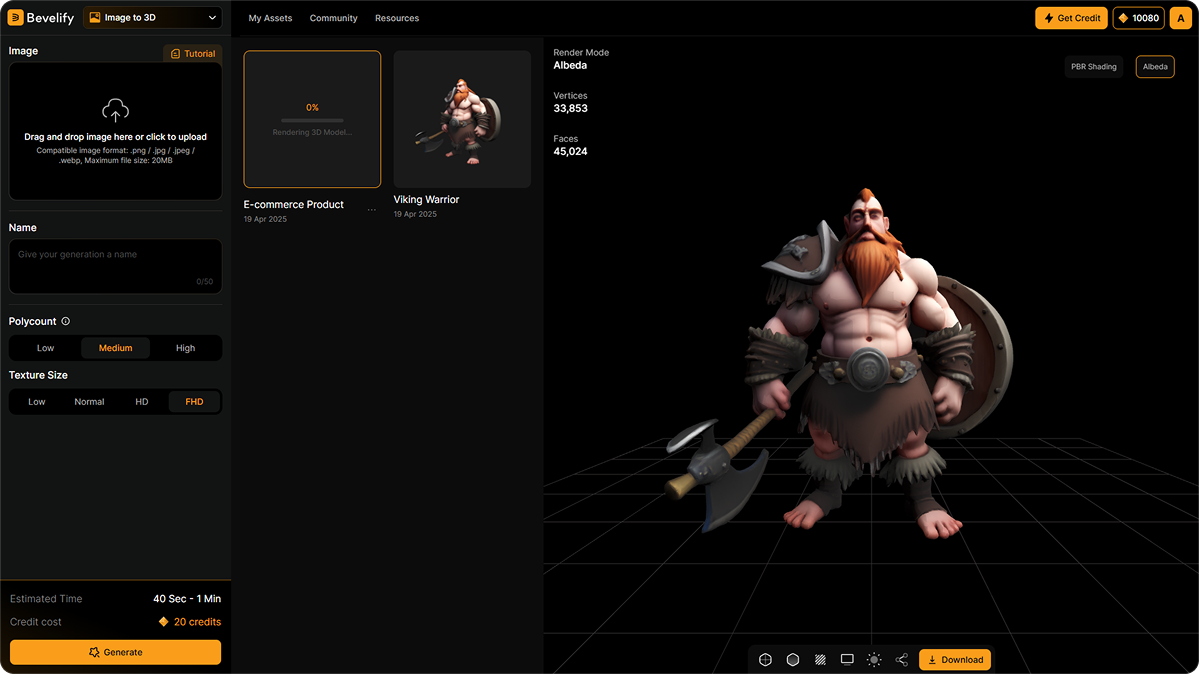 Bevelify
Image to 3D
My Assets
Community
Resources
Get Credit
10080
A
Image
Tutorial
Drag and drop image here or click to upload
Compatible image format: .png / .jpg / .jpeg /
.webp, Maximum file size: 20MB
Name
Give your generation a name
0/50
Polycount
Low
Medium
High
Texture Size
Low
Normal
HD
FHD
Estimated Time
40 Sec - 1 Min
Credit cost
20 credits
Generate
0%
Rendering 3D Model...
E-commerce Product
...
19 Apr 2025
Viking Warrior
19 Apr 2025
Render Mode
Albeda
Vertices
33,853
Faces
45,024
PBR Shading
Albeda
Download